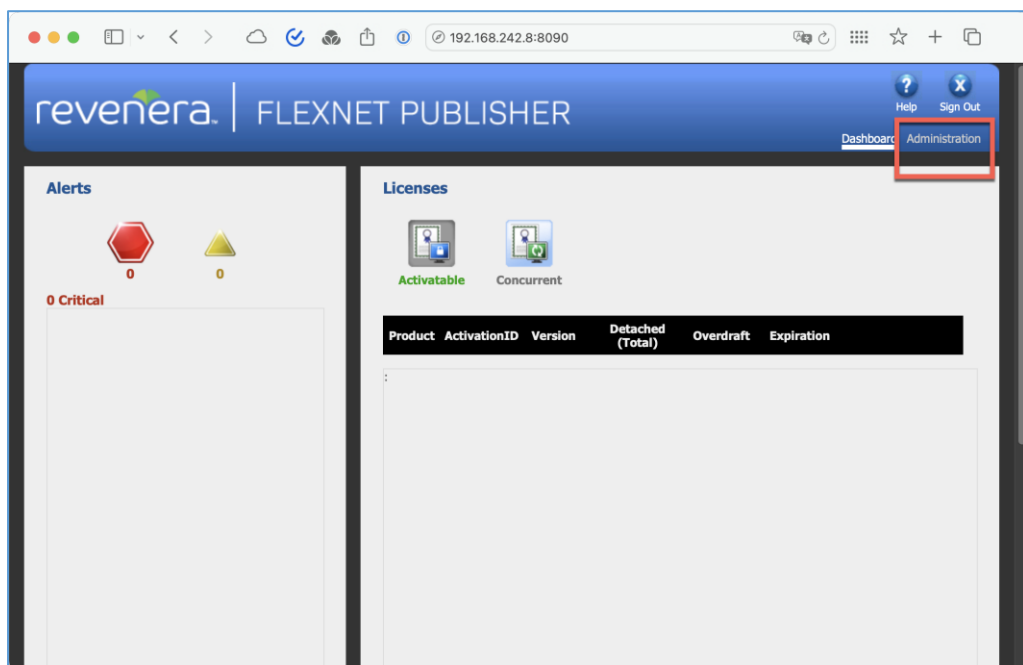 192.168.242.8:8090
revenera. FLEXNET PUBLISHER
Help Sign Out
Dashboard Administration
Alerts
0 0
0 Critical
Licenses
Activatable Concurrent
Product ActivationID Version Detached (Total) Overdraft Expiration
: